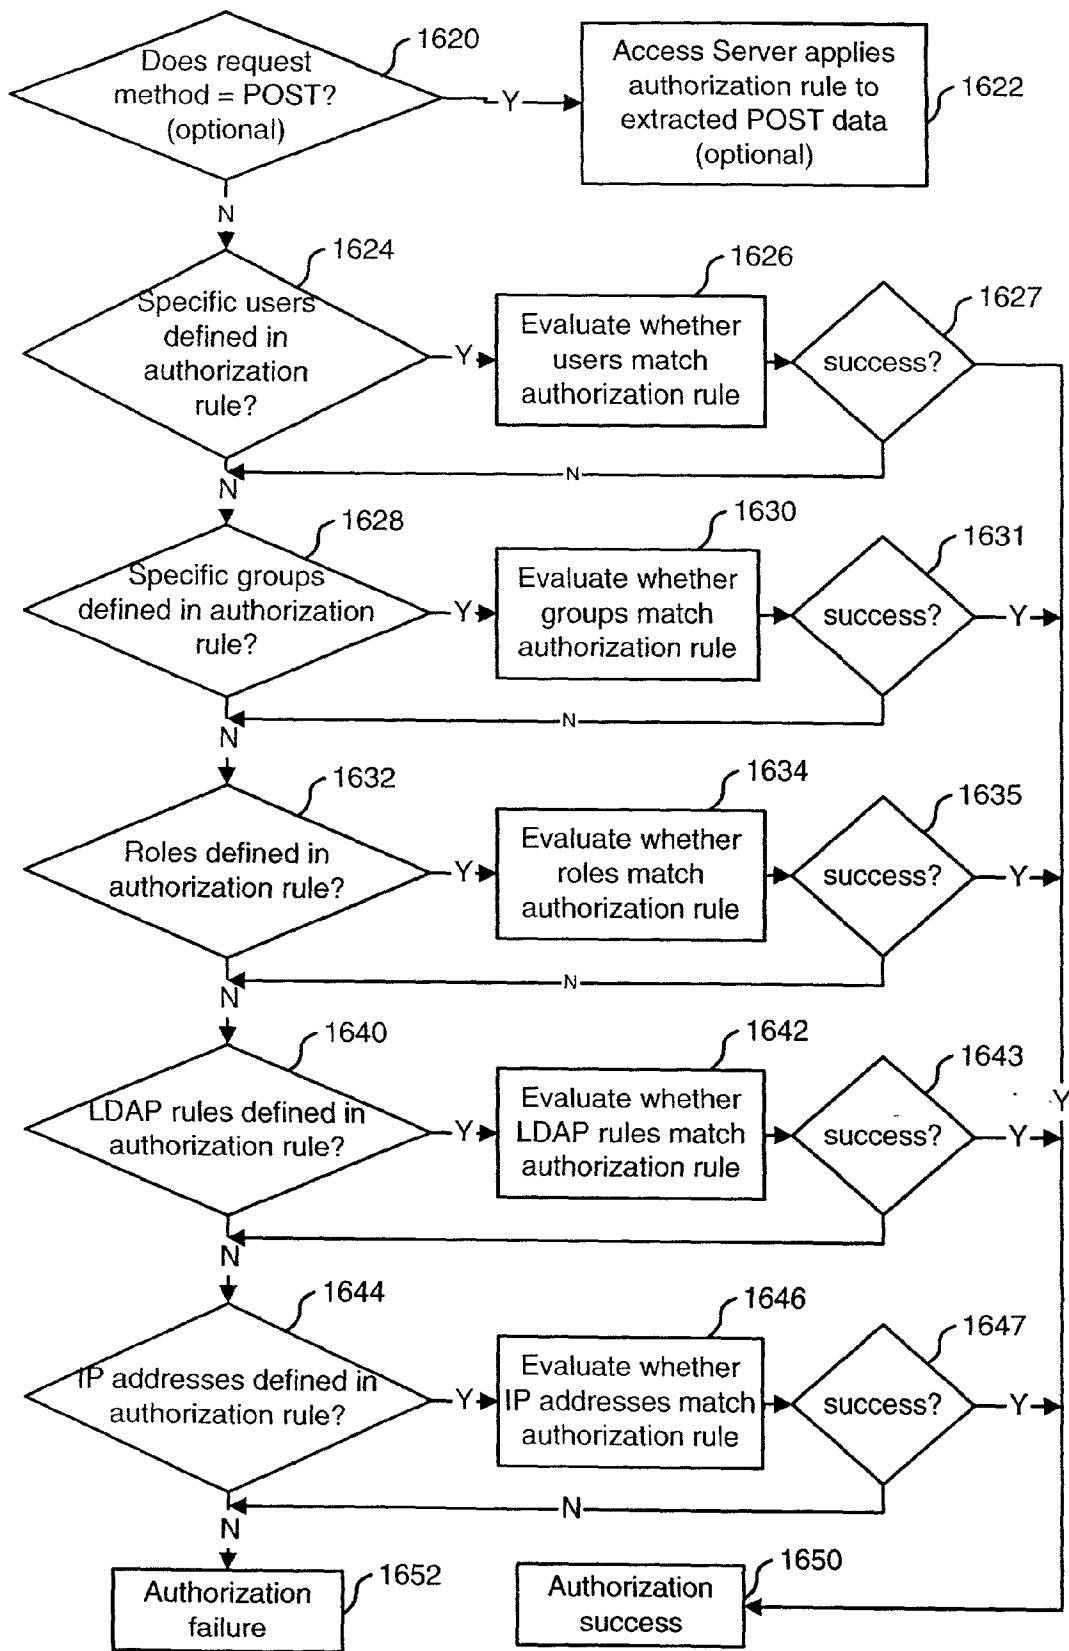 1620
Does request
method = POST?
(optional)
Y
Access Server applies
authorization rule to
extracted POST data
(optional)
1622
N
1624
Specific users
defined in
authorization
rule?
Y
1626
Evaluate whether
users match
authorization rule
1627
success?
N
N
1628
Specific groups
defined in authorization
rule?
Y
1630
Evaluate whether
groups match
authorization rule
1631
success?
Y
N
N
1632
Roles defined in
authorization rule?
Y
1634
Evaluate whether
roles match
authorization rule
1635
success?
Y
N
N
1640
LDAP rules defined in
authorization rule?
Y
1642
Evaluate whether
LDAP rules match
authorization rule
1643
success?
Y
Y
N
1644
IP addresses defined in
authorization rule?
Y
1646
Evaluate whether
IP addresses match
authorization rule
1647
success?
Y
N
N
1652
Authorization
failure
1650
Authorization
success